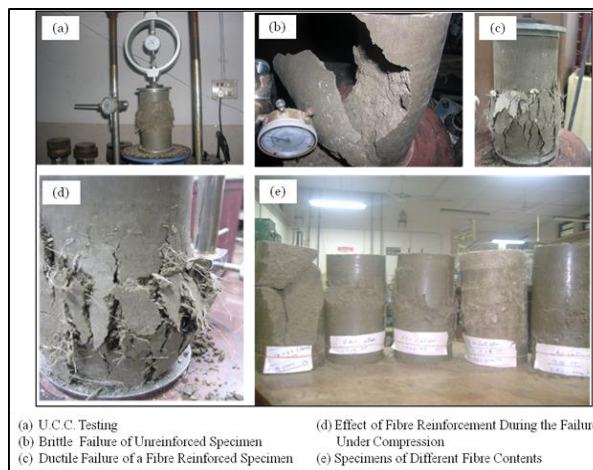 (a)
(b)
(c)
(d)
(e)
(a) U.C.C. Testing
(b) Brittle Failure of Unreinforced Specimen
(c) Ductile Failure of a Fibre Reinforced Specimen
(d) Effect of Fibre Reinforcement During the Failur
Under Compression
(e) Specimens of Different Fibre Contents